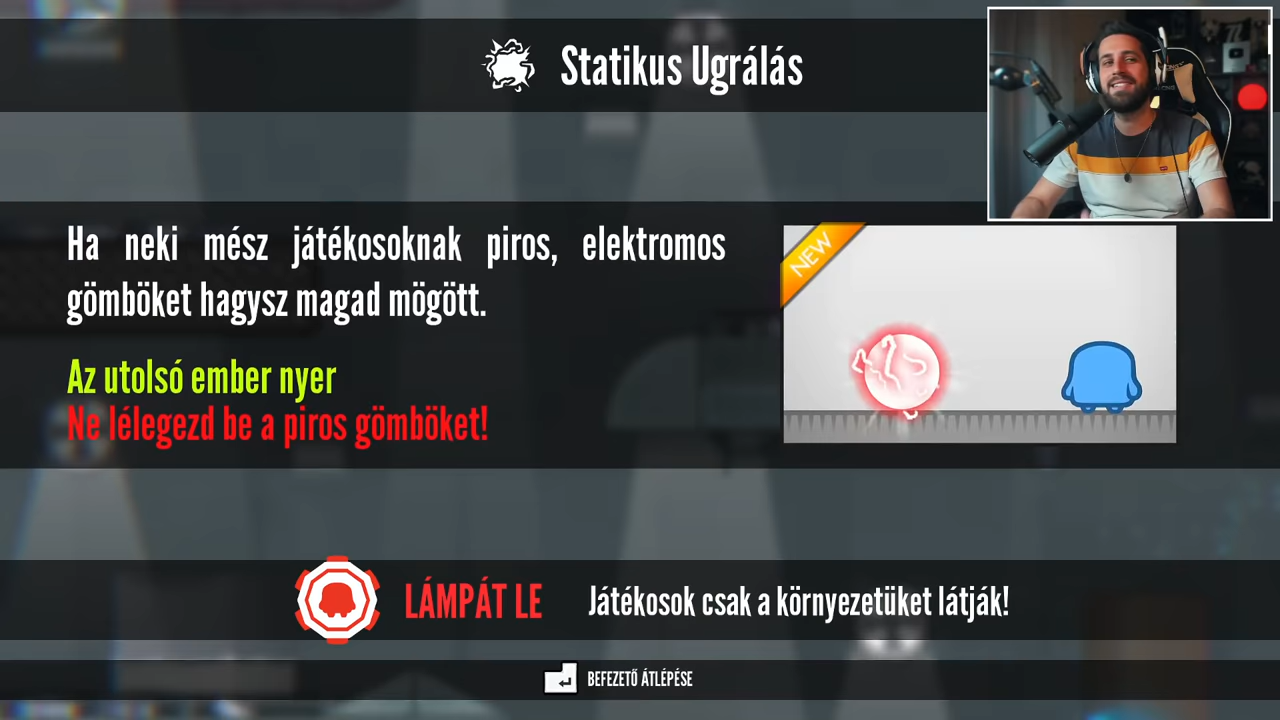 Statikus Ugrálás
Ha neki mész játékosoknak piros, elektromos
gömböket hagysz magad mögött.
Az utolsó ember nyer
Ne lélegezd be a piros gömböket!
NEW
LÁMPÁT LE
Játékosok csak a környezetüket látják!
BEFEZETŐ ÁTLÉPÉSE